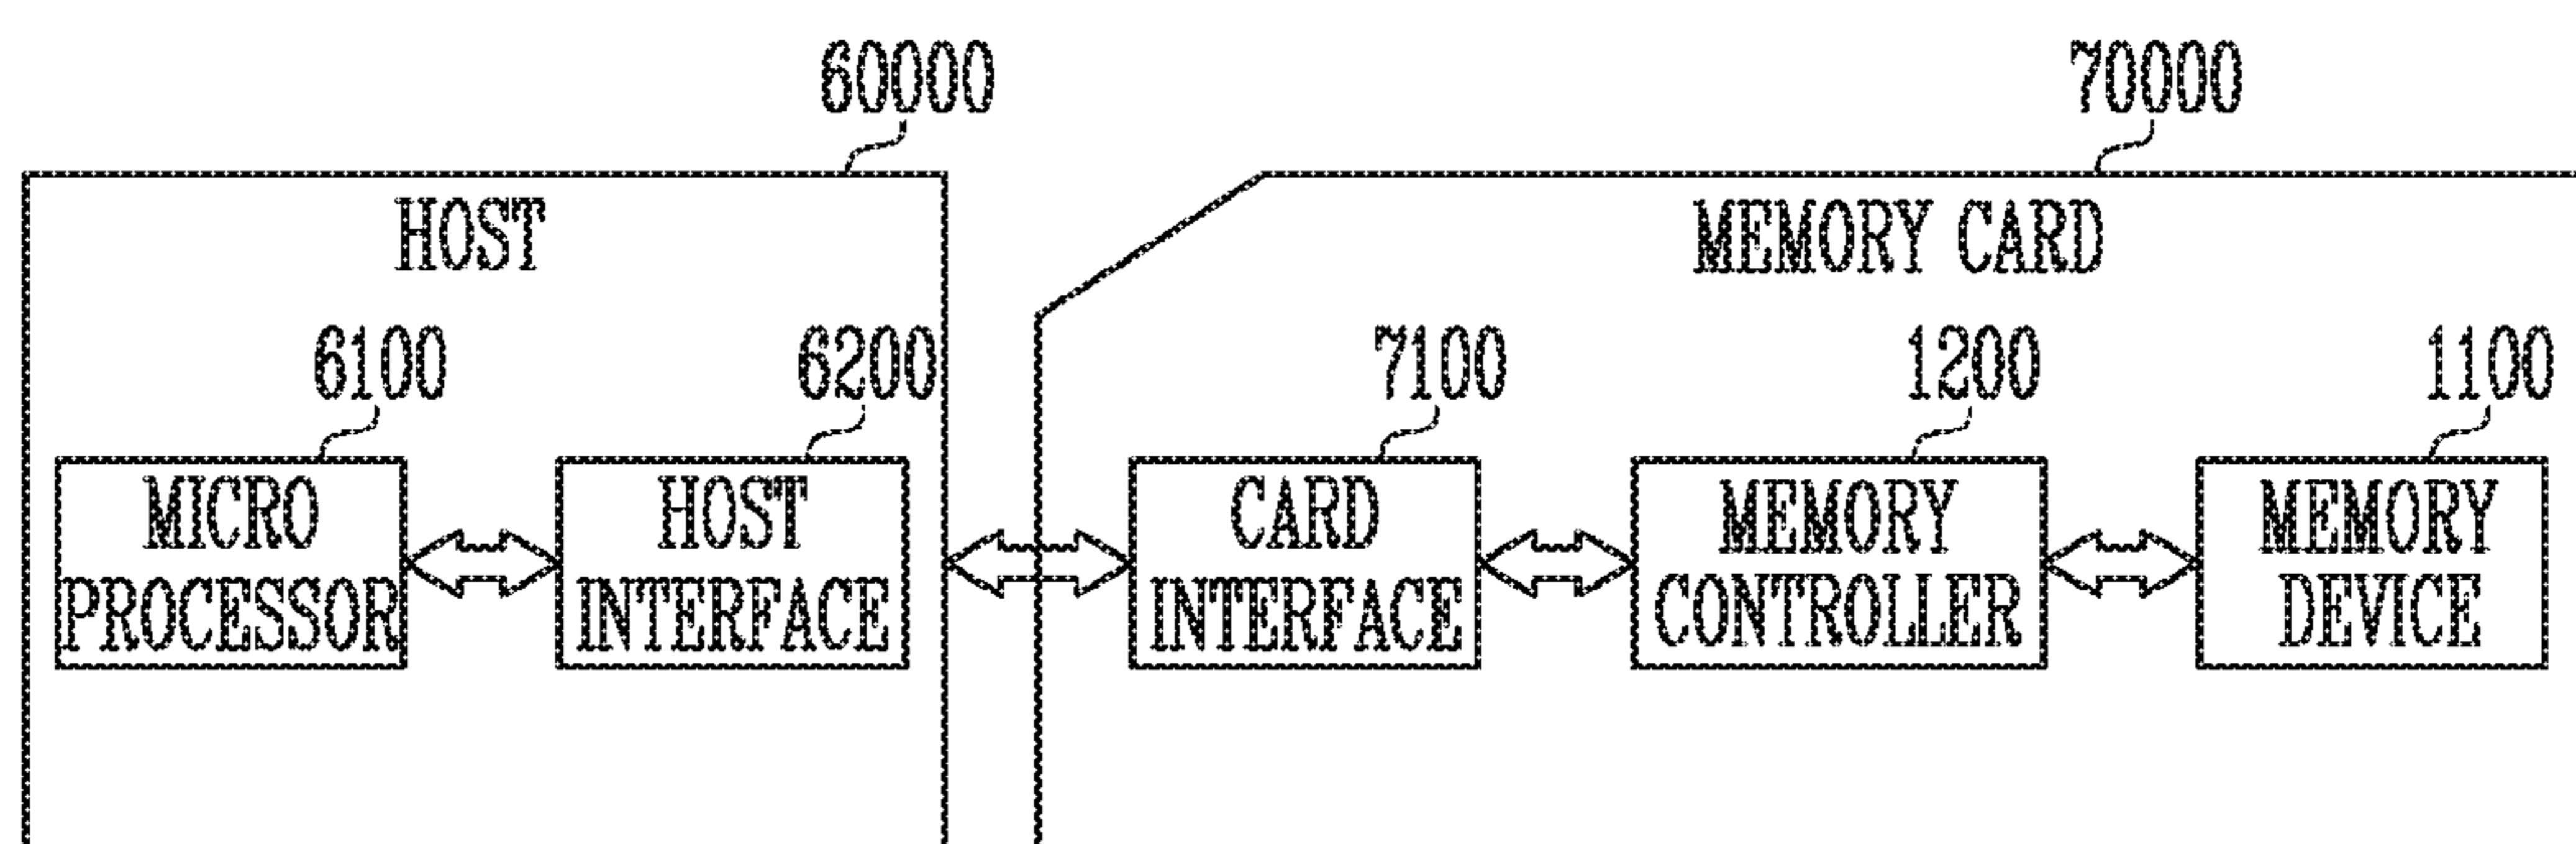 60000
70000
HOST
MEMORY CARD
6100
6200
7100
1200
1100
MICRO
PROCESSOR
HOST
INTERFACE
CARD
INTERFACE
MEMORY
CONTROLLER
MEMORY
DEVICE